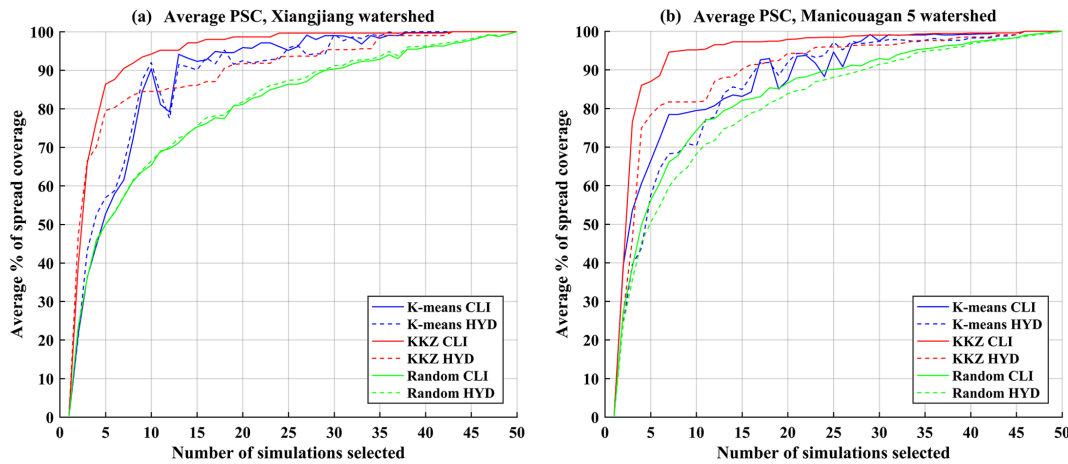 (a) Average PSC, Xiangjiang watershed
100
90
80
70
60
50
40
30
20
10
0
Average % of spread coverage
0 5 10 15 20 25 30 35 40 45 50
Number of simulations selected
K-means CLI
K-means HYD
KKZ CLI
KKZ HYD
Random CLI
Random HYD
(b) Average PSC, Manicouagan 5 watershed
100
90
80
70
60
50
40
30
20
10
0
Average % of spread coverage
0 5 10 15 20 25 30 35 40 45 50
Number of simulations selected
K-means CLI
K-means HYD
KKZ CLI
KKZ HYD
Random CLI
Random HYD